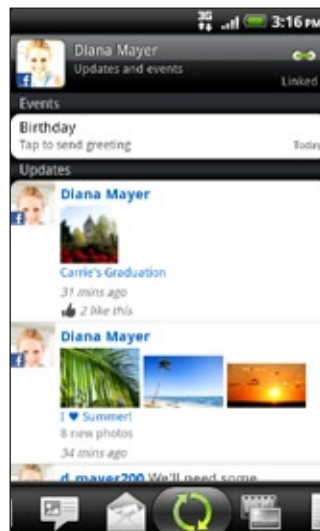 3G 3:16 PM
Diana Mayer
Updates and events
Linked
Events
Birthday
Tap to send greeting Today
Updates
Diana Mayer
Carrie's Graduation
31 mins ago
2 like this
Diana Mayer
I ♥ Summer!
8 new photos
34 mins ago
d_mayer200 We'll need some